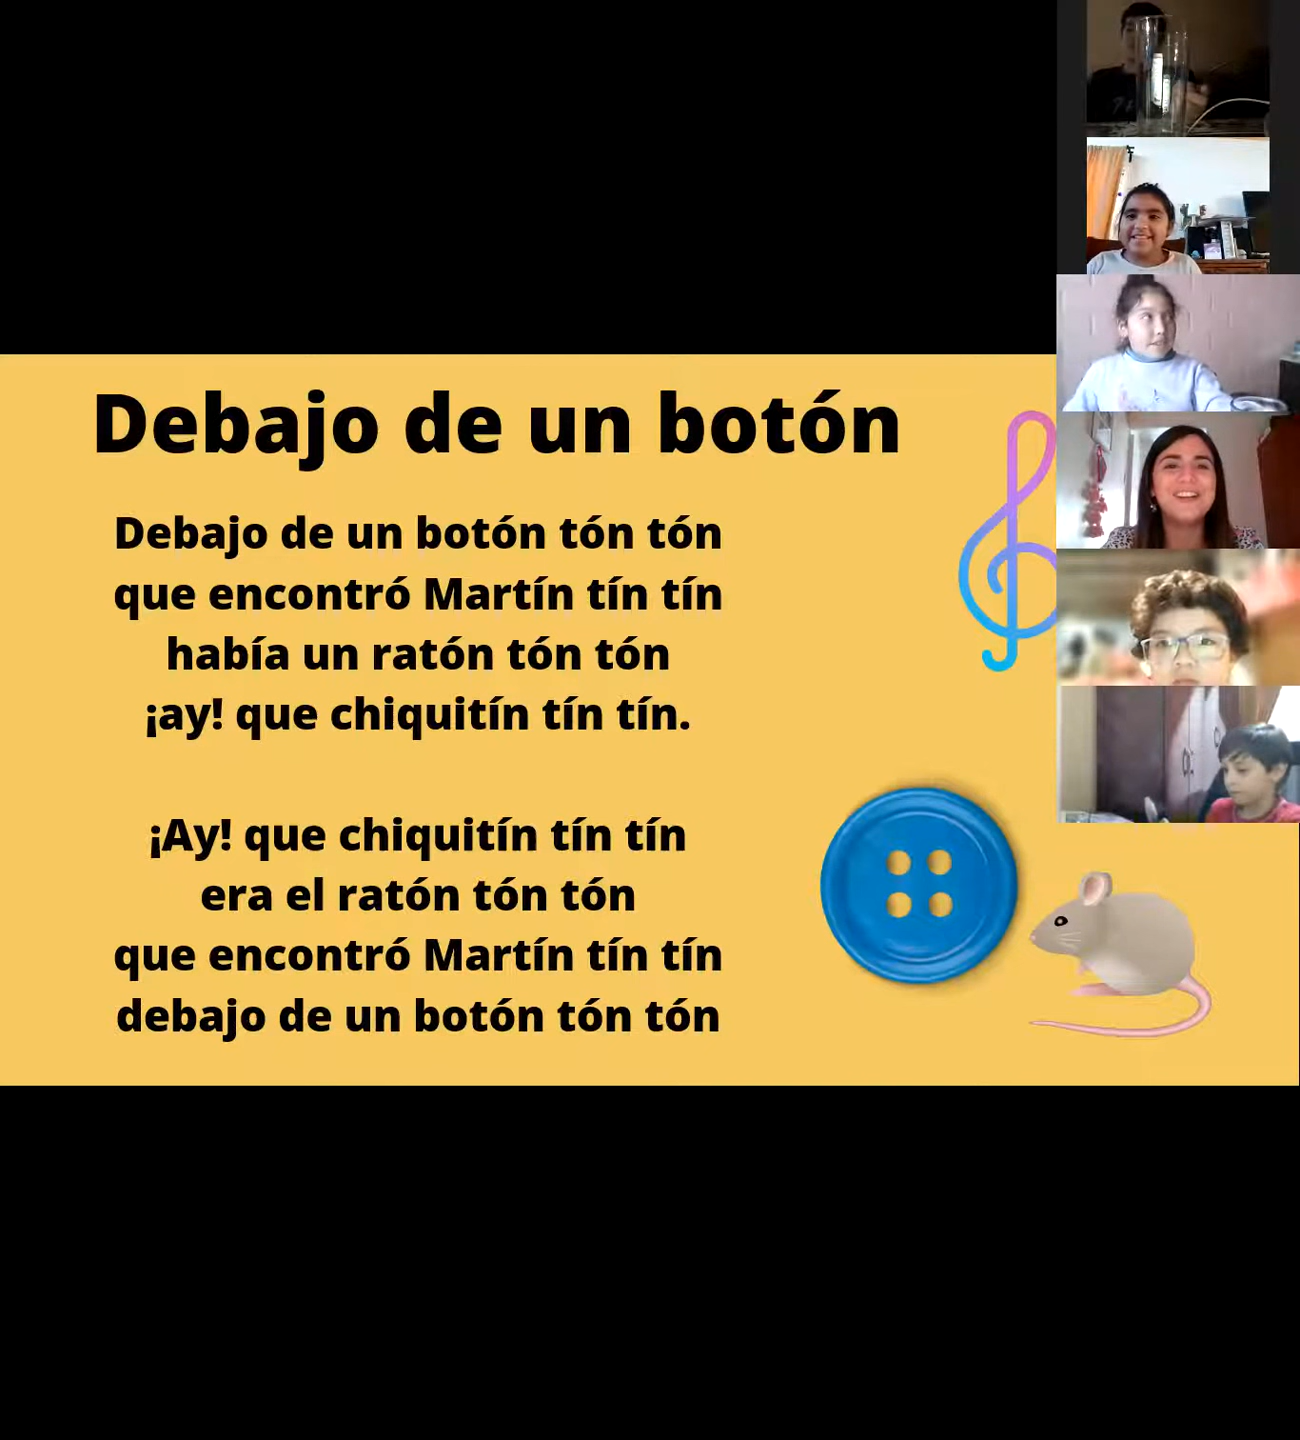 Debajo de un botón
Debajo de un botón tón tón
que encontró Martín tín tín
había un ratón tón tón
¡ay! que chiquitín tín tín.
¡Ay! que chiquitín tín tín
era el ratón tón tón
que encontró Martín tín tín
debajo de un botón tón tón